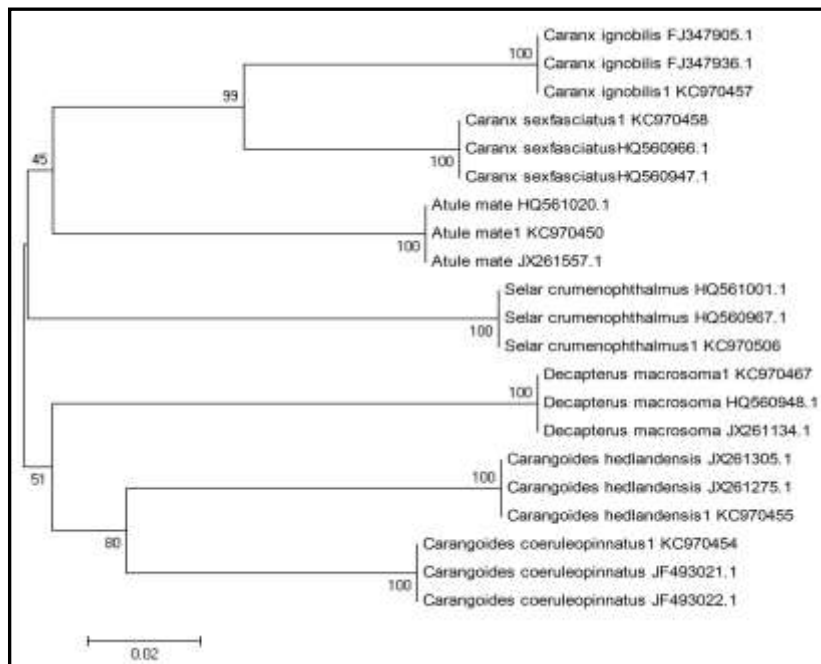 Caranx ignobilis FJ347905.1
100
Caranx ignobilis FJ347936.1
Caranx ignobilis1 KC970457
99
Caranx sexfasciatus1 KC970458
Caranx sexfasciatusHQ560966.1
100
Caranx sexfasciatusHQ560947.1
45
Atule mate HQ561020.1
Atule mate1 KC970450
100
Atule mate JX261557.1
Selar crumenophthalmus HQ561001.1
Selar crumenophthalmus HQ560967.1
100
Selar crumenophthalmus1 KC970506
Decapterus macrosoma1 KC970467
100
Decapterus macrosoma HQ560948.1
Decapterus macrosoma JX261134.1
Carangoides hedlandensis JX261305.1
51
100
Carangoides hedlandensis JX261275.1
Carangoides hedlandensis1 KC970455
80
Carangoides coeruleopinnatus1 KC970454
Carangoides coeruleopinnatus JF493021.1
100
Carangoides coeruleopinnatus JF493022.1
0.02